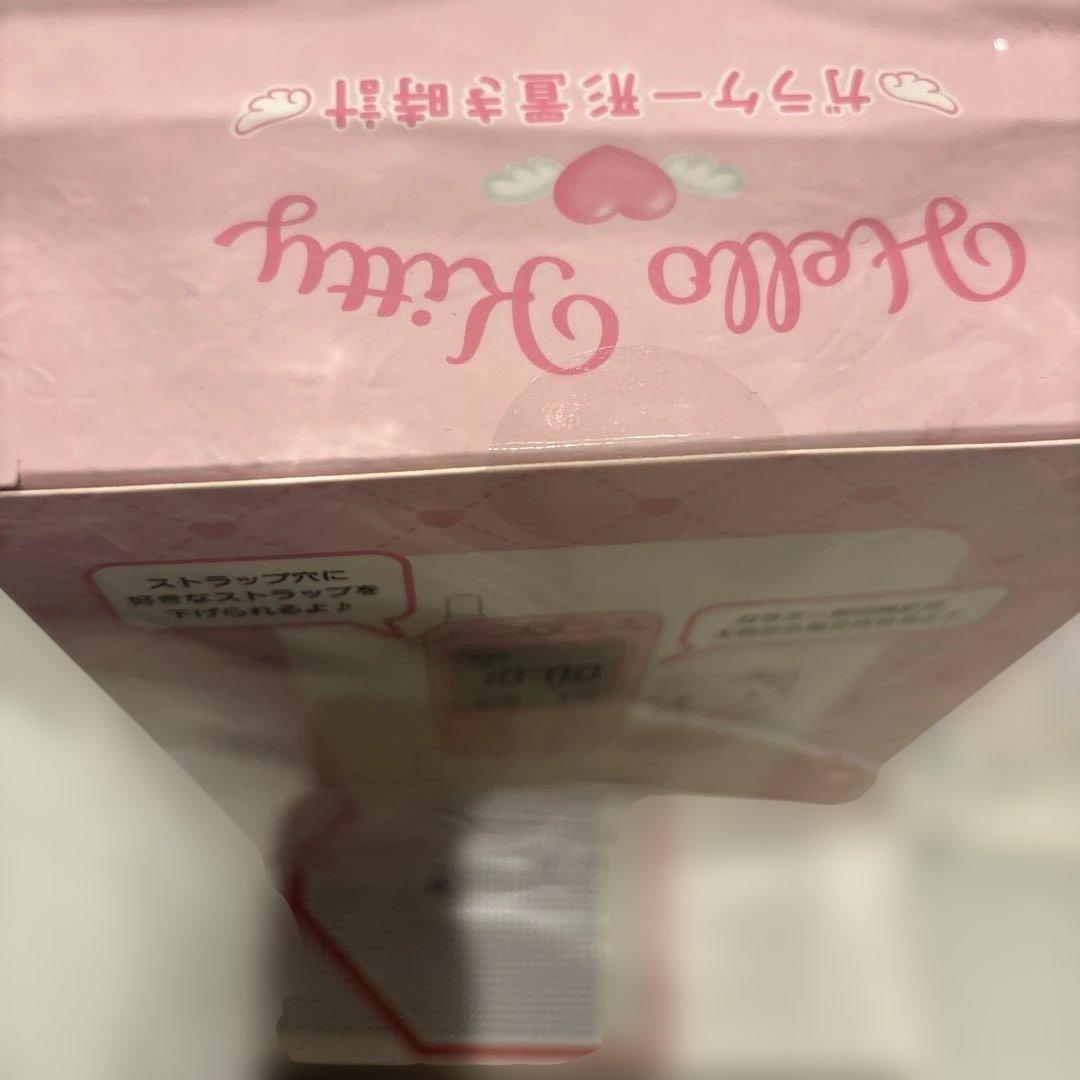 ガラケー形置き時計
Hello Kitty
ストラップ穴に
好きなストラップを
下げられるよ♪